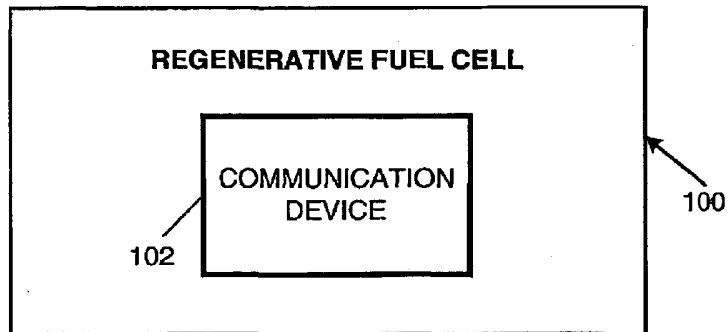 REGENERATIVE FUEL CELL
COMMUNICATION
DEVICE
100
102